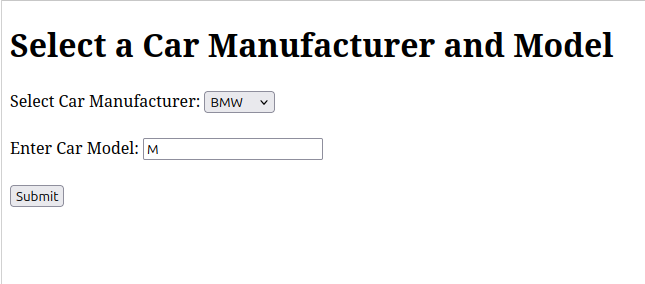 Select a Car Manufacturer and Model
Select Car Manufacturer: BMW
Enter Car Model: M
Submit